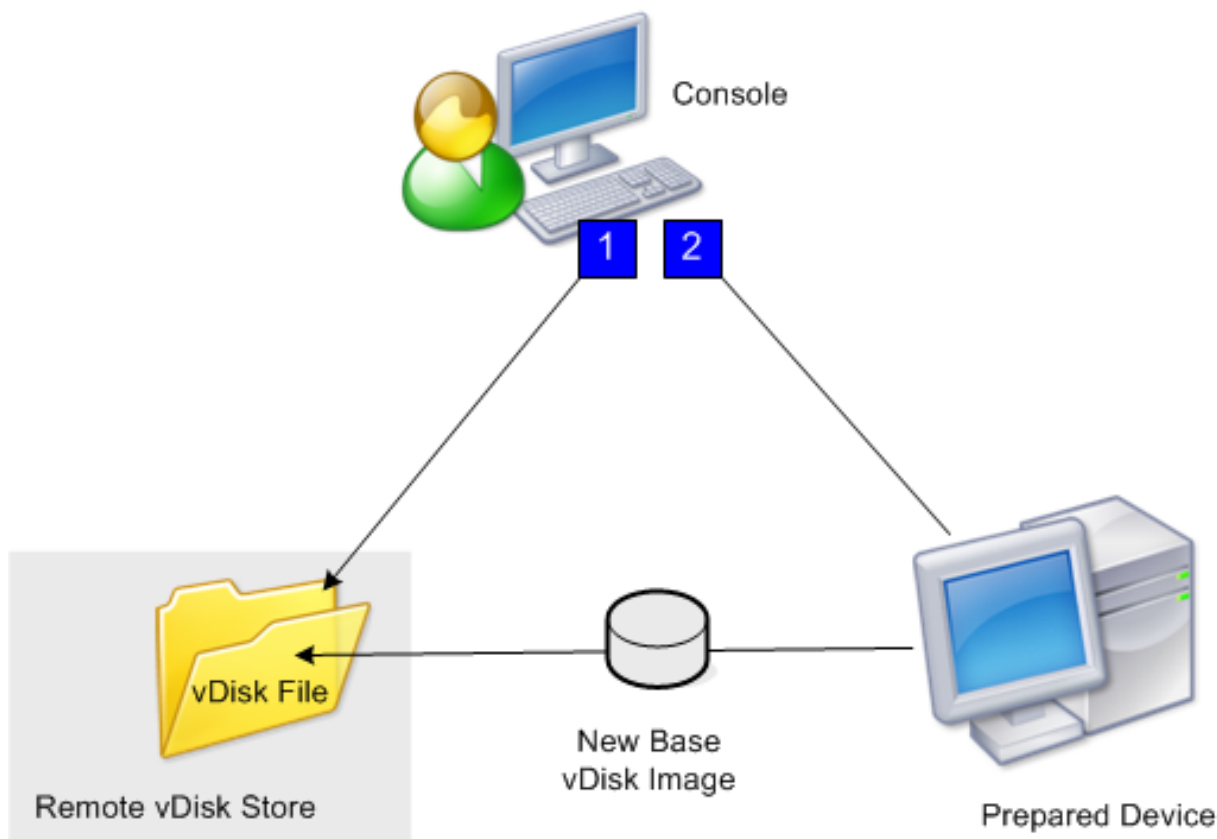 Console
1
2
vDisk File
New Base
vDisk Image
Remote vDisk Store
Prepared Device